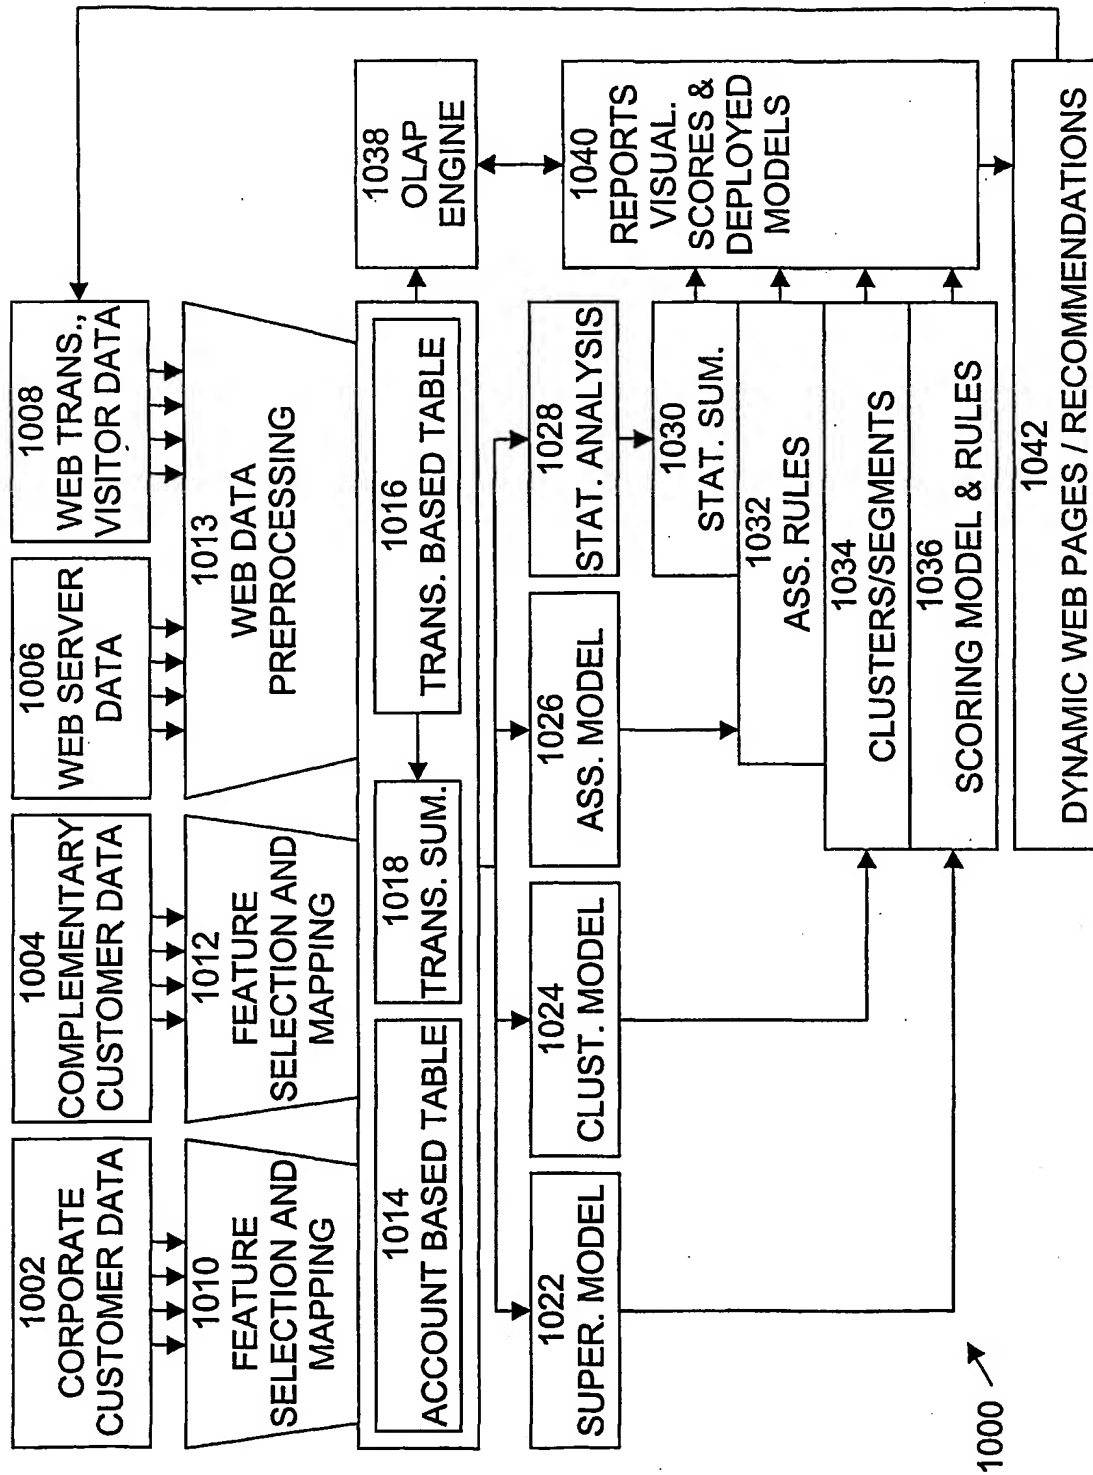 1002
CORPORATE
CUSTOMER DATA
1004
COMPLEMENTARY
CUSTOMER DATA
1006
WEB SERVER
DATA
1008
WEB TRANS.,
VISITOR DATA
1010
FEATURE
SELECTION AND
MAPPING
1012
FEATURE
SELECTION AND
MAPPING
1013
WEB DATA
PREPROCESSING
1014
ACCOUNT BASED TABLE
1018
TRANS. SUM.
1016
TRANS. BASED TABLE
1038
OLAP
ENGINE
1022
SUPER. MODEL
1024
CLUST. MODEL
1026
ASS. MODEL
1028
STAT. ANALYSIS
1030
STAT. SUM.
1032
ASS. RULES
1034
CLUSTERS/SEGMENTS
1036
SCORING MODEL & RULES
1040
REPORTS
VISUAL.
SCORES &
DEPLOYED
MODELS
1042
DYNAMIC WEB PAGES / RECOMMENDATIONS
1000